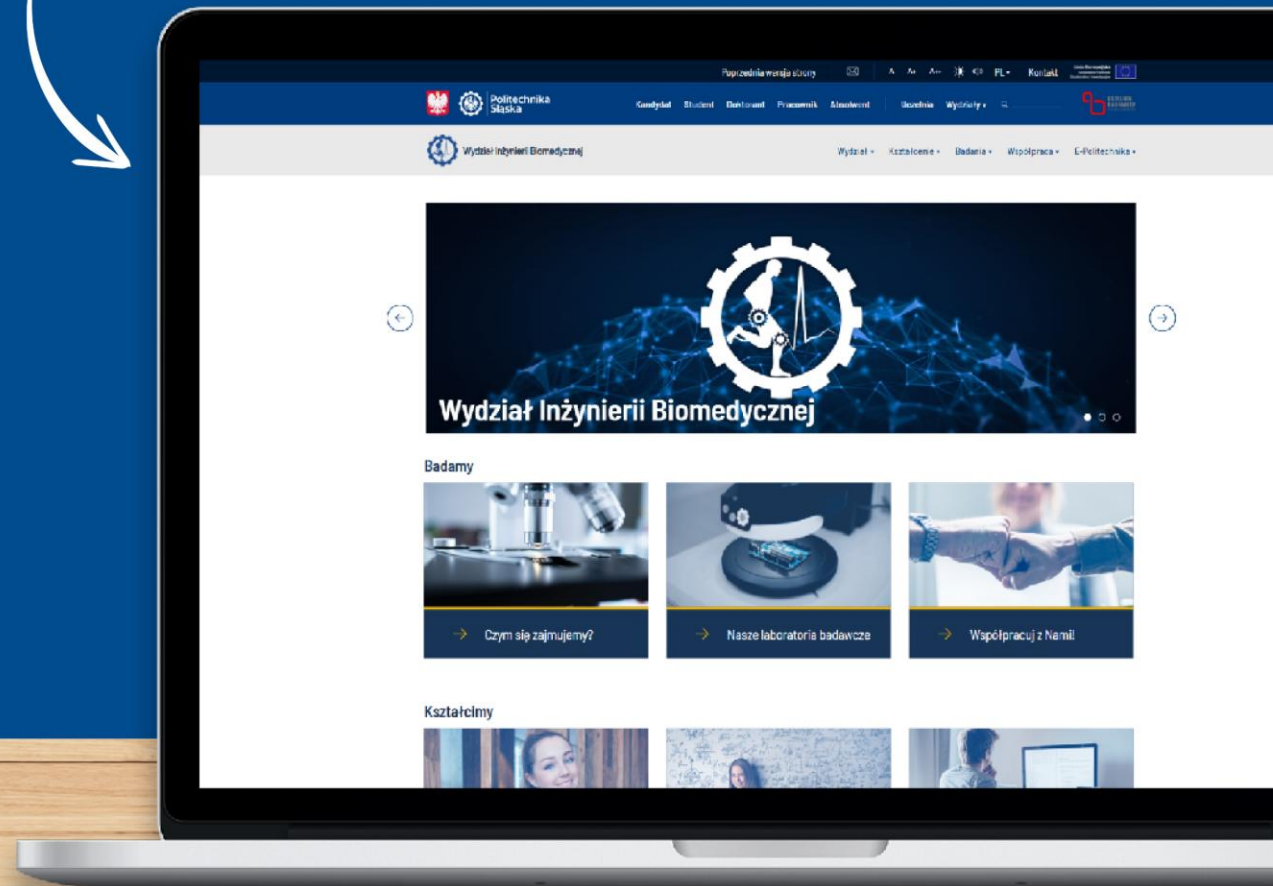 Poprzednia wersja strony A A+ A++ PL Kontakt
Politechnika
Śląska
Kandydat Student Doktorant Pracownik Absolwent Uczelnia Wydziały
Wydział Inżynierii Biomedycznej
Wydział Kształcenie Badania Współpraca E-Politechnika
Wydział Inżynierii Biomedycznej
Badamy
Czym się zajmujemy?
Nasze laboratoria badawcze
Współpracuj z Nami!
Kształcimy